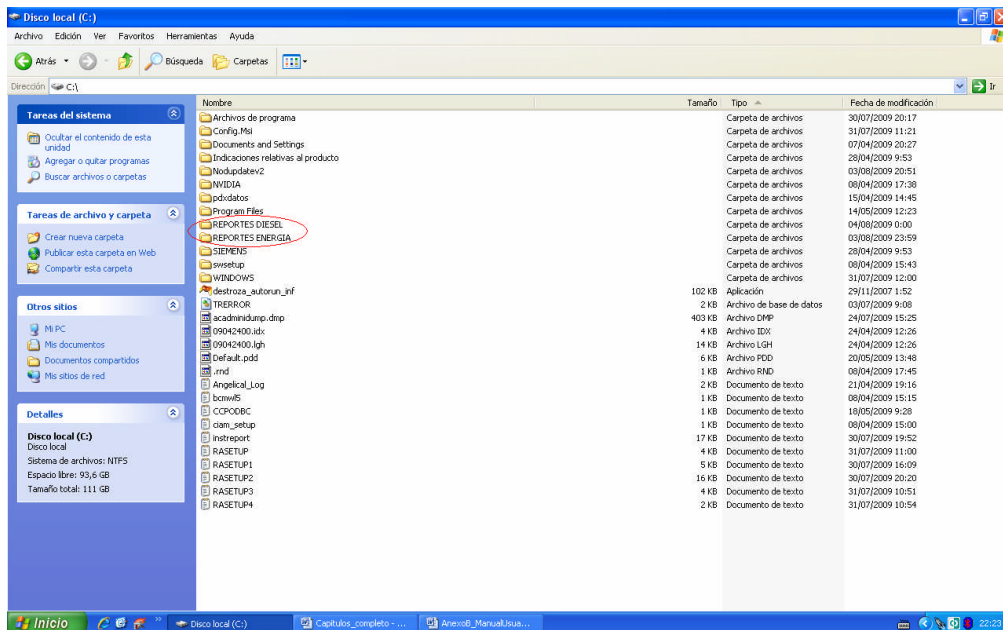 Disco local (C:)
Archivo Edición Ver Favoritos Herramientas Ayuda
Atrás Búsqueda Carpetas
Dirección C:\ Ir
Tareas del sistema
Ocultar el contenido de esta
unidad
Agregar o quitar programas
Buscar archivos o carpetas
Tareas de archivo y carpeta
Crear nueva carpeta
Publicar esta carpeta en Web
Compartir esta carpeta
Otros sitios
Mi PC
Mis documentos
Documentos compartidos
Mis sitios de red
Detalles
Disco local (C:)
Disco local
Sistema de archivos: NTFS
Espacio libre: 93,6 GB
Tamaño total: 111 GB
Nombre Tamaño Tipo Fecha de modificación
Archivos de programa Carpeta de archivos 30/07/2009 20:17
Config.Msi Carpeta de archivos 31/07/2009 11:21
Documents and Settings Carpeta de archivos 07/04/2009 20:27
Indicaciones relativas al producto Carpeta de archivos 28/04/2009 9:53
Nodupdatev2 Carpeta de archivos 03/08/2009 20:51
NVIDIA Carpeta de archivos 08/04/2009 17:38
pdxdatos Carpeta de archivos 15/04/2009 14:45
Program Files Carpeta de archivos 14/05/2009 12:23
REPORTES DIESEL Carpeta de archivos 04/08/2009 0:00
REPORTES ENERGIA Carpeta de archivos 03/08/2009 23:59
SIEMENS Carpeta de archivos 28/04/2009 9:53
swsetup Carpeta de archivos 08/04/2009 15:43
WINDOWS Carpeta de archivos 31/07/2009 12:00
destroza_autorun_inf 102 KB Aplicación 29/11/2007 1:52
TRERROR 2 KB Archivo de base de datos 03/07/2009 9:08
acadminidump.dmp 403 KB Archivo DMP 24/07/2009 15:25
09042400.idx 4 KB Archivo IDX 24/04/2009 12:26
09042400.lgh 14 KB Archivo LGH 24/04/2009 12:26
Default.pdd 6 KB Archivo PDD 20/05/2009 13:48
.rnd 1 KB Archivo RND 08/04/2009 17:45
Angelical_Log 2 KB Documento de texto 21/04/2009 19:16
bcmwl5 1 KB Documento de texto 08/04/2009 15:15
CCPODBC 1 KB Documento de texto 18/05/2009 9:28
ciam_setup 1 KB Documento de texto 08/04/2009 15:00
instreport 17 KB Documento de texto 30/07/2009 19:52
RASETUP 4 KB Documento de texto 31/07/2009 11:00
RASETUP1 5 KB Documento de texto 30/07/2009 16:09
RASETUP2 16 KB Documento de texto 30/07/2009 20:20
RASETUP3 4 KB Documento de texto 31/07/2009 10:51
RASETUP4 2 KB Documento de texto 31/07/2009 10:54
Inicio Disco local (C:) Capitulos_completo - ... AnexoB_ManualUsua... 22:23